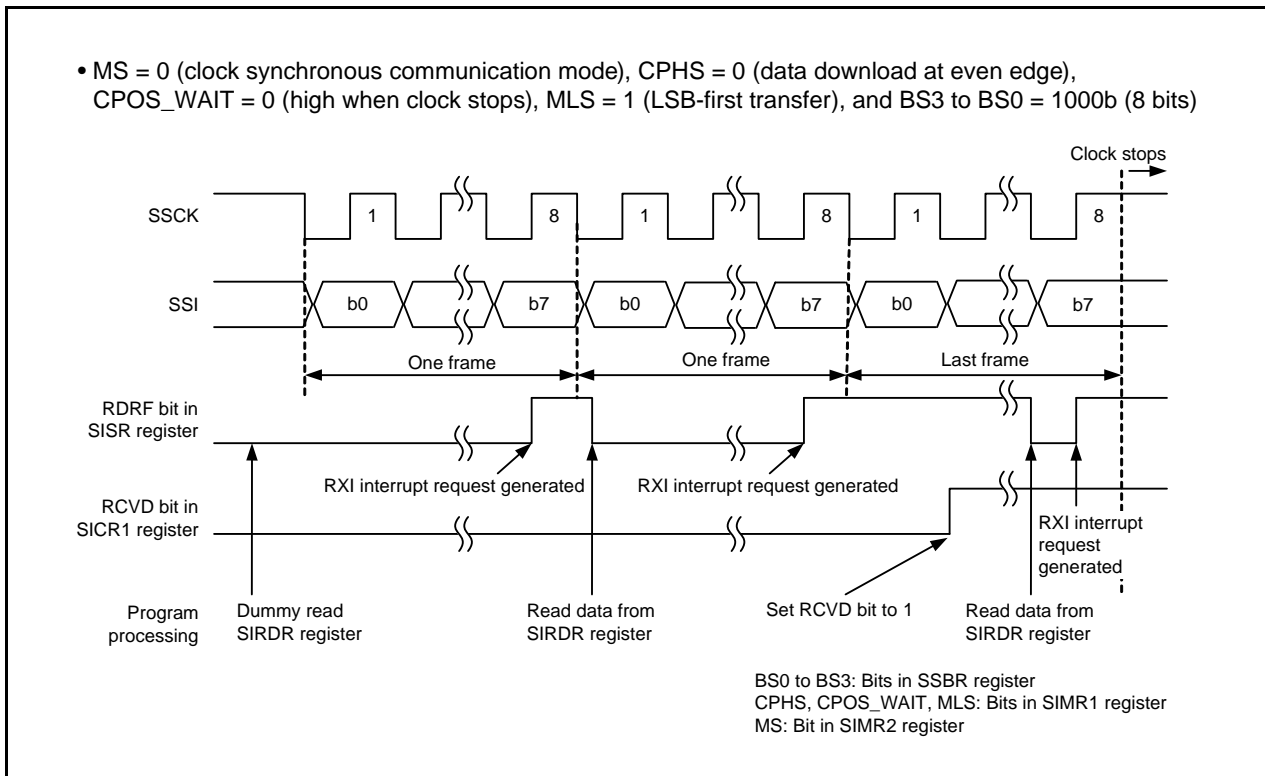 • MS = 0 (clock synchronous communication mode), CPHS = 0 (data download at even edge),
CPOS_WAIT = 0 (high when clock stops), MLS = 1 (LSB-first transfer), and BS3 to BS0 = 1000b (8 bits)
Clock stops
SSCK
1
8
1
8
1
8
SSI
b0
b7
b0
b7
b0
b7
One frame
One frame
Last frame
RDRF bit in
SISR register
RXI interrupt request generated
RXI interrupt request generated
RCVD bit in
SICR1 register
RXI interrupt
request
generated
Program
processing
Dummy read
SIRDR register
Read data from
SIRDR register
Set RCVD bit to 1
Read data from
SIRDR register
BS0 to BS3: Bits in SSBR register
CPHS, CPOS_WAIT, MLS: Bits in SIMR1 register
MS: Bit in SIMR2 register